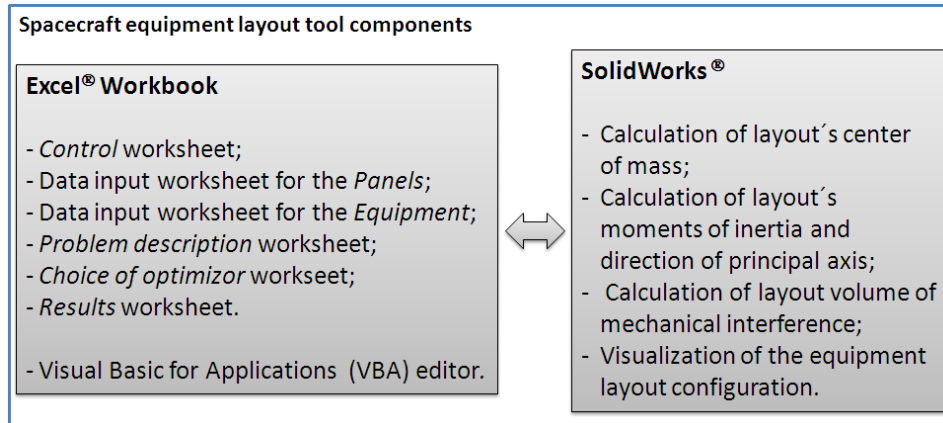 Spacecraft equipment layout tool components
Excel® Workbook
- Control worksheet;
- Data input worksheet for the Panels;
- Data input worksheet for the Equipment;
- Problem description worksheet;
- Choice of optimizor workseet;
- Results worksheet.
- Visual Basic for Applications (VBA) editor.
SolidWorks®
- Calculation of layout´s center
of mass;
- Calculation of layout´s
moments of inertia and
direction of principal axis;
- Calculation of layout volume of
mechanical interference;
- Visualization of the equipment
layout configuration.